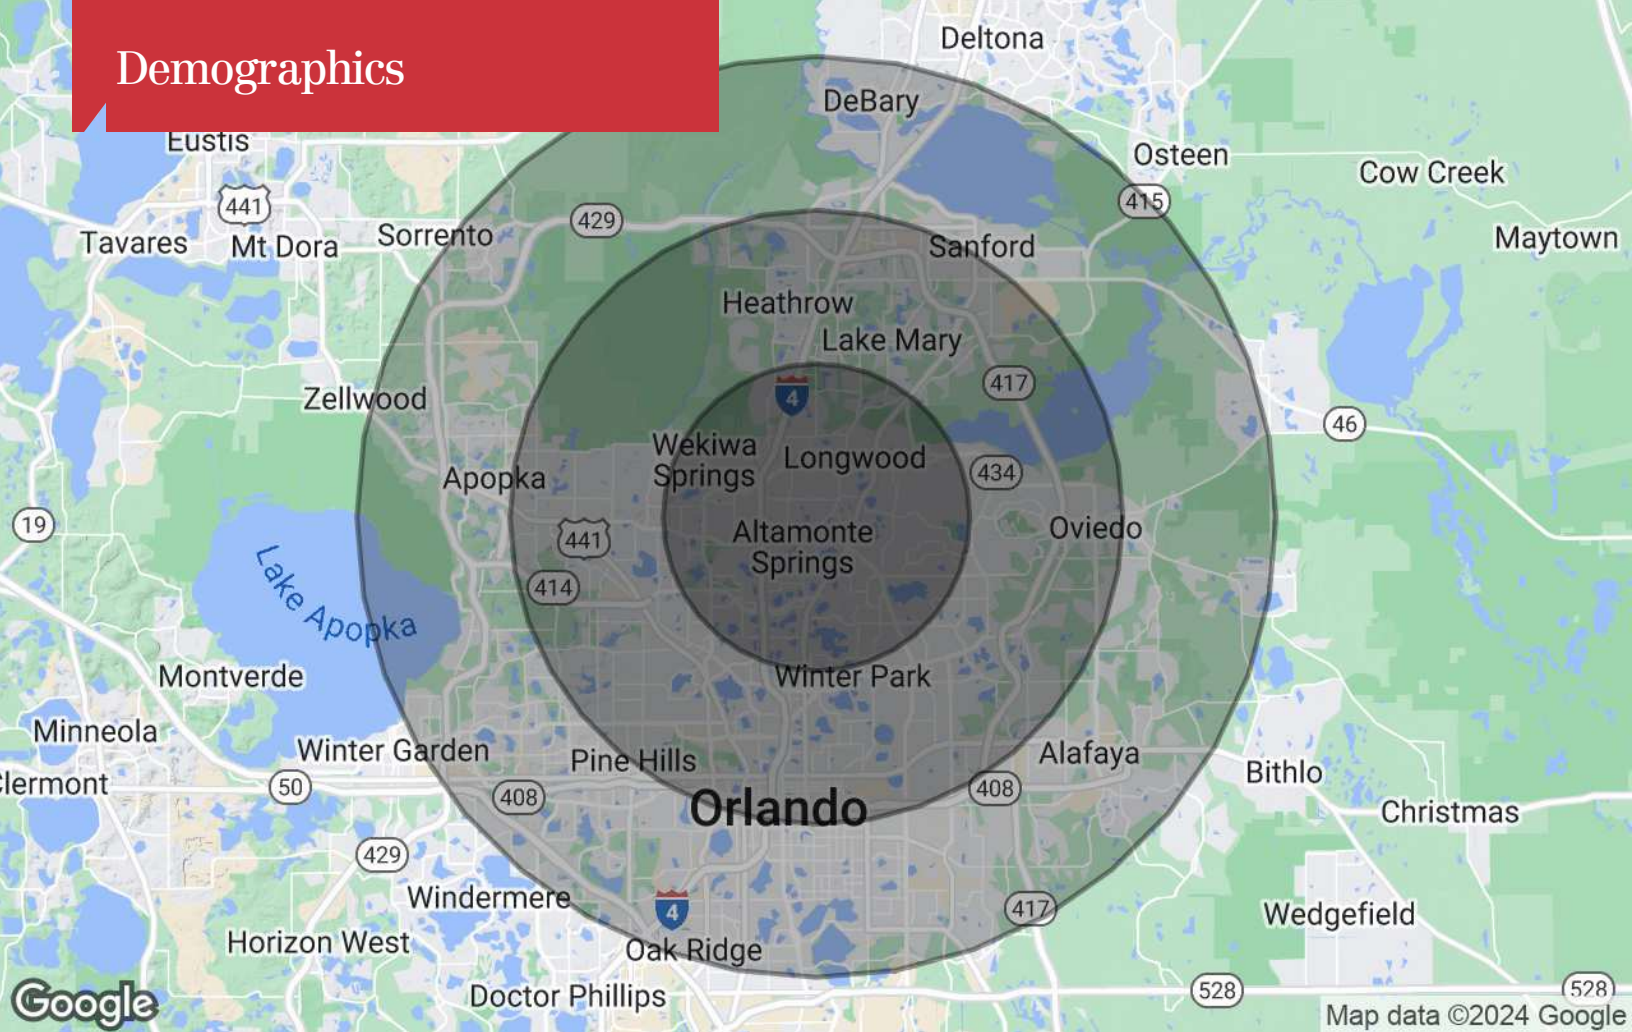 Demographics
Deltona
DeBary
Eustis
Osteen
Cow Creek
441
415
429
Tavares
Mt Dora
Sorrento
Sanford
Maytown
Heathrow
Lake Mary
417
4
Zellwood
46
Wekiwa
Springs
Longwood
434
Apopka
19
441
Altamonte
Springs
Oviedo
414
Lake Apopka
Montverde
Winter Park
Minneola
Winter Garden
Pine Hills
Alafaya
Clermont
50
408
Orlando
408
Bithlo
Christmas
429
Windermere
4
417
Wedgefield
Horizon West
Oak Ridge
Doctor Phillips
528
528
Google
Map data ©2024 Google